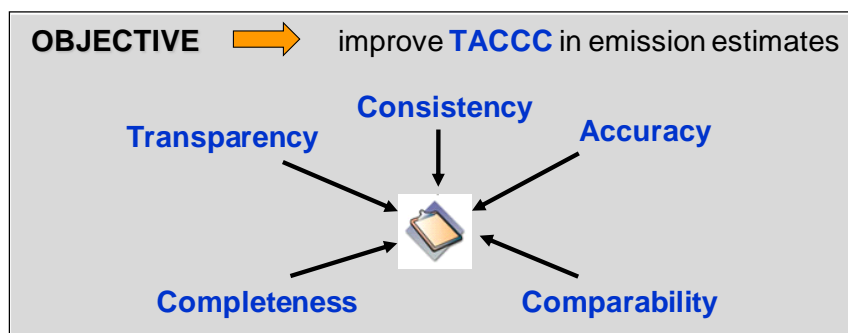 OBJECTIVE improve TACCC in emission estimates
Consistency
Transparency
Accuracy
Completeness
Comparability